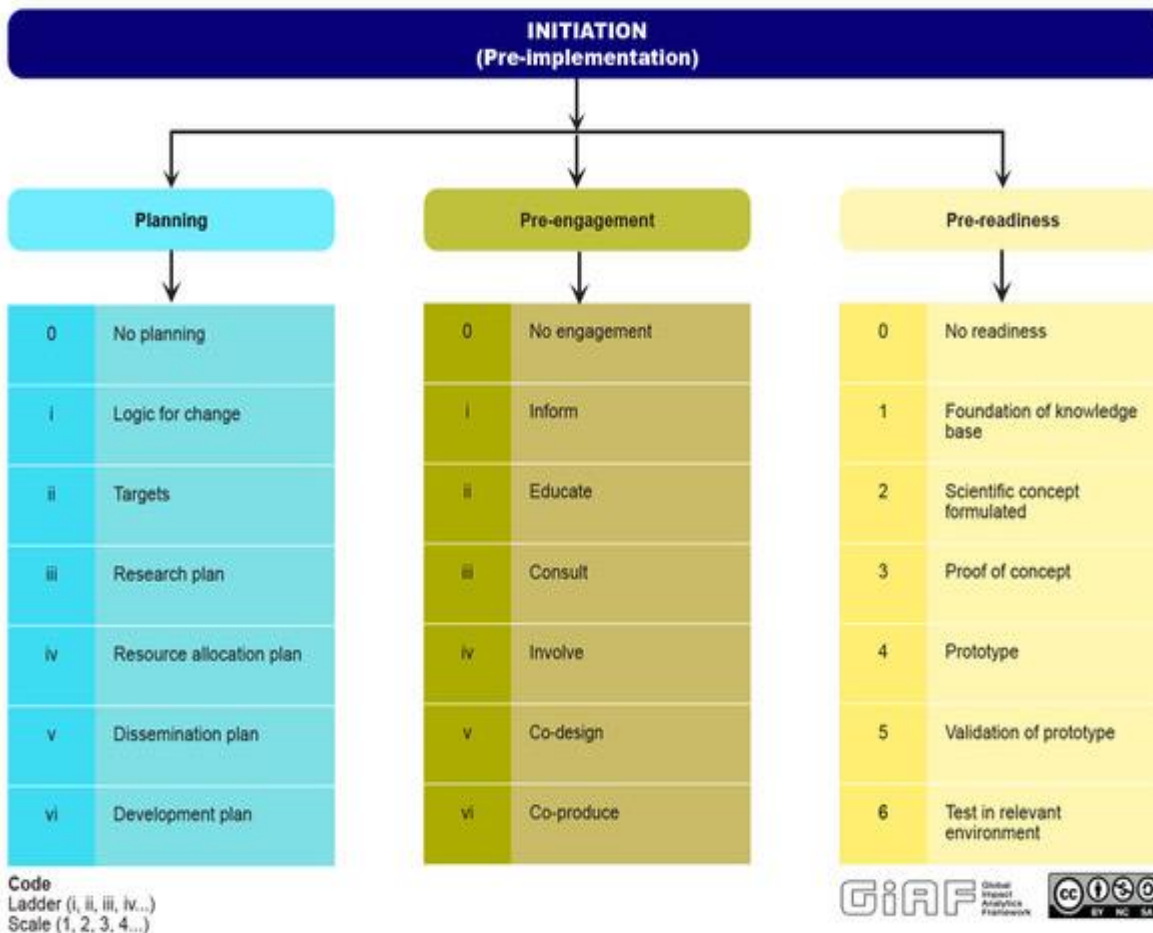 INITIATION
(Pre-implementation)
Planning
Pre-engagement
Pre-readiness
0 No planning
i Logic for change
ii Targets
iii Research plan
iv Resource allocation plan
v Dissemination plan
vi Development plan
0 No engagement
i Inform
ii Educate
iii Consult
iv Involve
v Co-design
vi Co-produce
0 No readiness
1 Foundation of knowledge
base
2 Scientific concept
formulated
3 Proof of concept
4 Prototype
5 Validation of prototype
6 Test in relevant
environment
Code
Ladder (i, ii, iii, iv...)
Scale (1, 2, 3, 4...)
GIAF
Global
Impact
Analytics
Framework
cc
BY NC SA